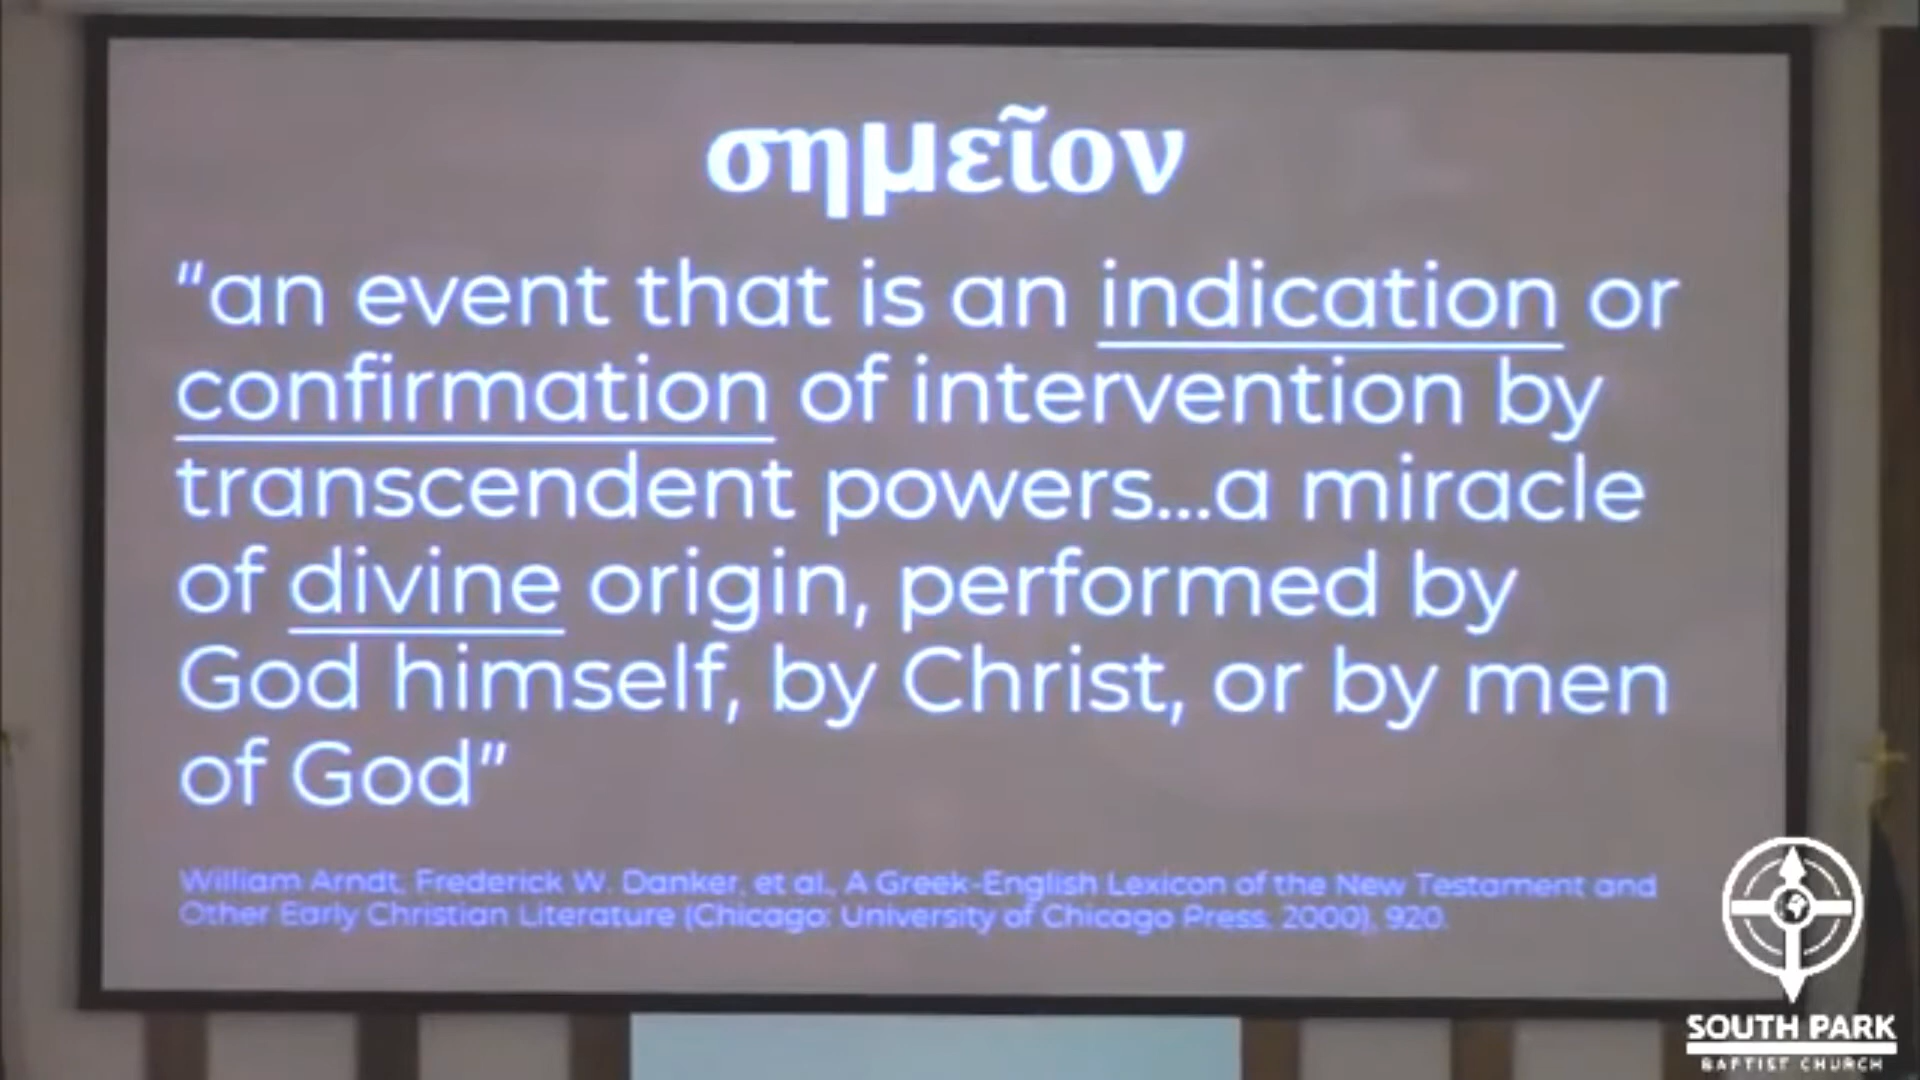 σημεῖον
“an event that is an indication or
confirmation of intervention by
transcendent powers...a miracle
of divine origin, performed by
God himself, by Christ, or by men
of God”
William Arndt, Frederick W. Danker, et al., A Greek-English Lexicon of the New Testament and
Other Early Christian Literature (Chicago: University of Chicago Press, 2000), 920.
SOUTH PARK
BAPTIST CHURCH